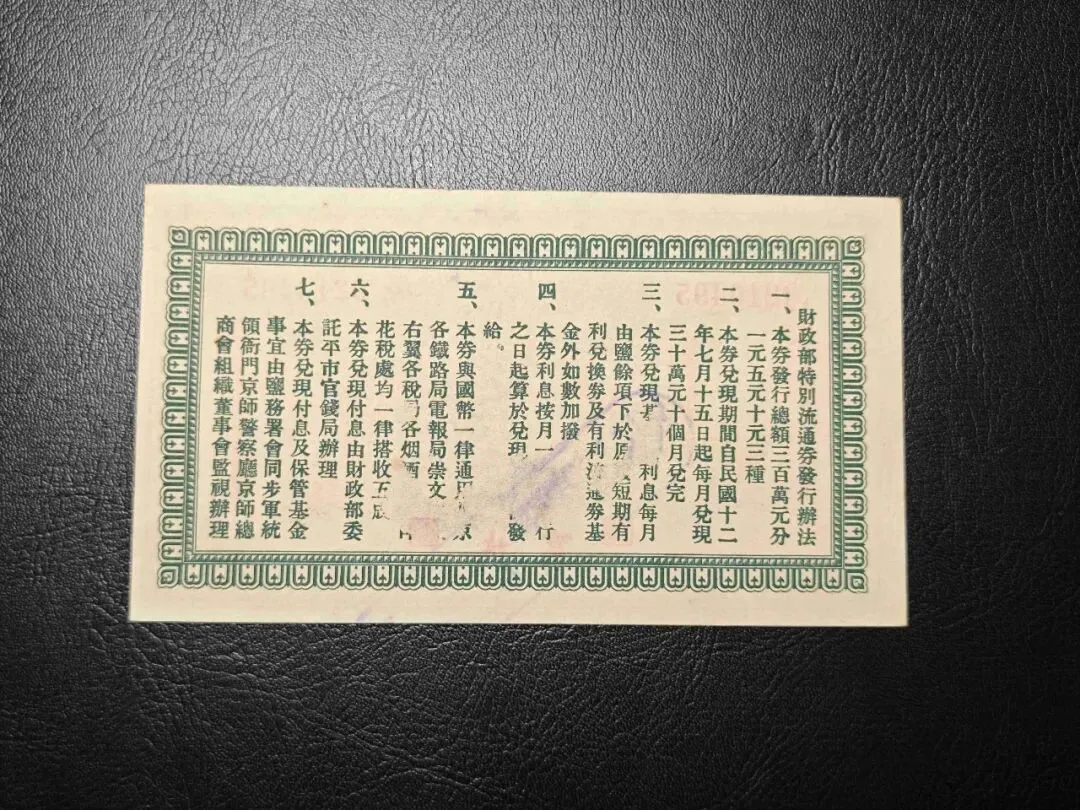 財政部特別流通券發行辦法
一、本券發行總額三百萬元分
一元五元十元三種
二、本券兌現期間自民國十二
年七月十五日起每月兌現
三十萬元十個月兌完
三、本券兌現 利息每月
由鹽餘項下於原 短期有
利兌換券及有利流通券基
金外如數加撥
四、本券利息按月一 行
之日起算於兌現 發
給
五、本券與國幣一律通用 京
各鐵路局電報局崇文
右翼各稅局各烟酒
花稅處均一律搭收五成
六、本券兌現付息由財政部委
託平市官錢局辦理
七、本券兌現付息及保管基金
事宜由鹽務署會同步軍統
領衙門京師警察廳京師總
商會組織董事會監視辦理